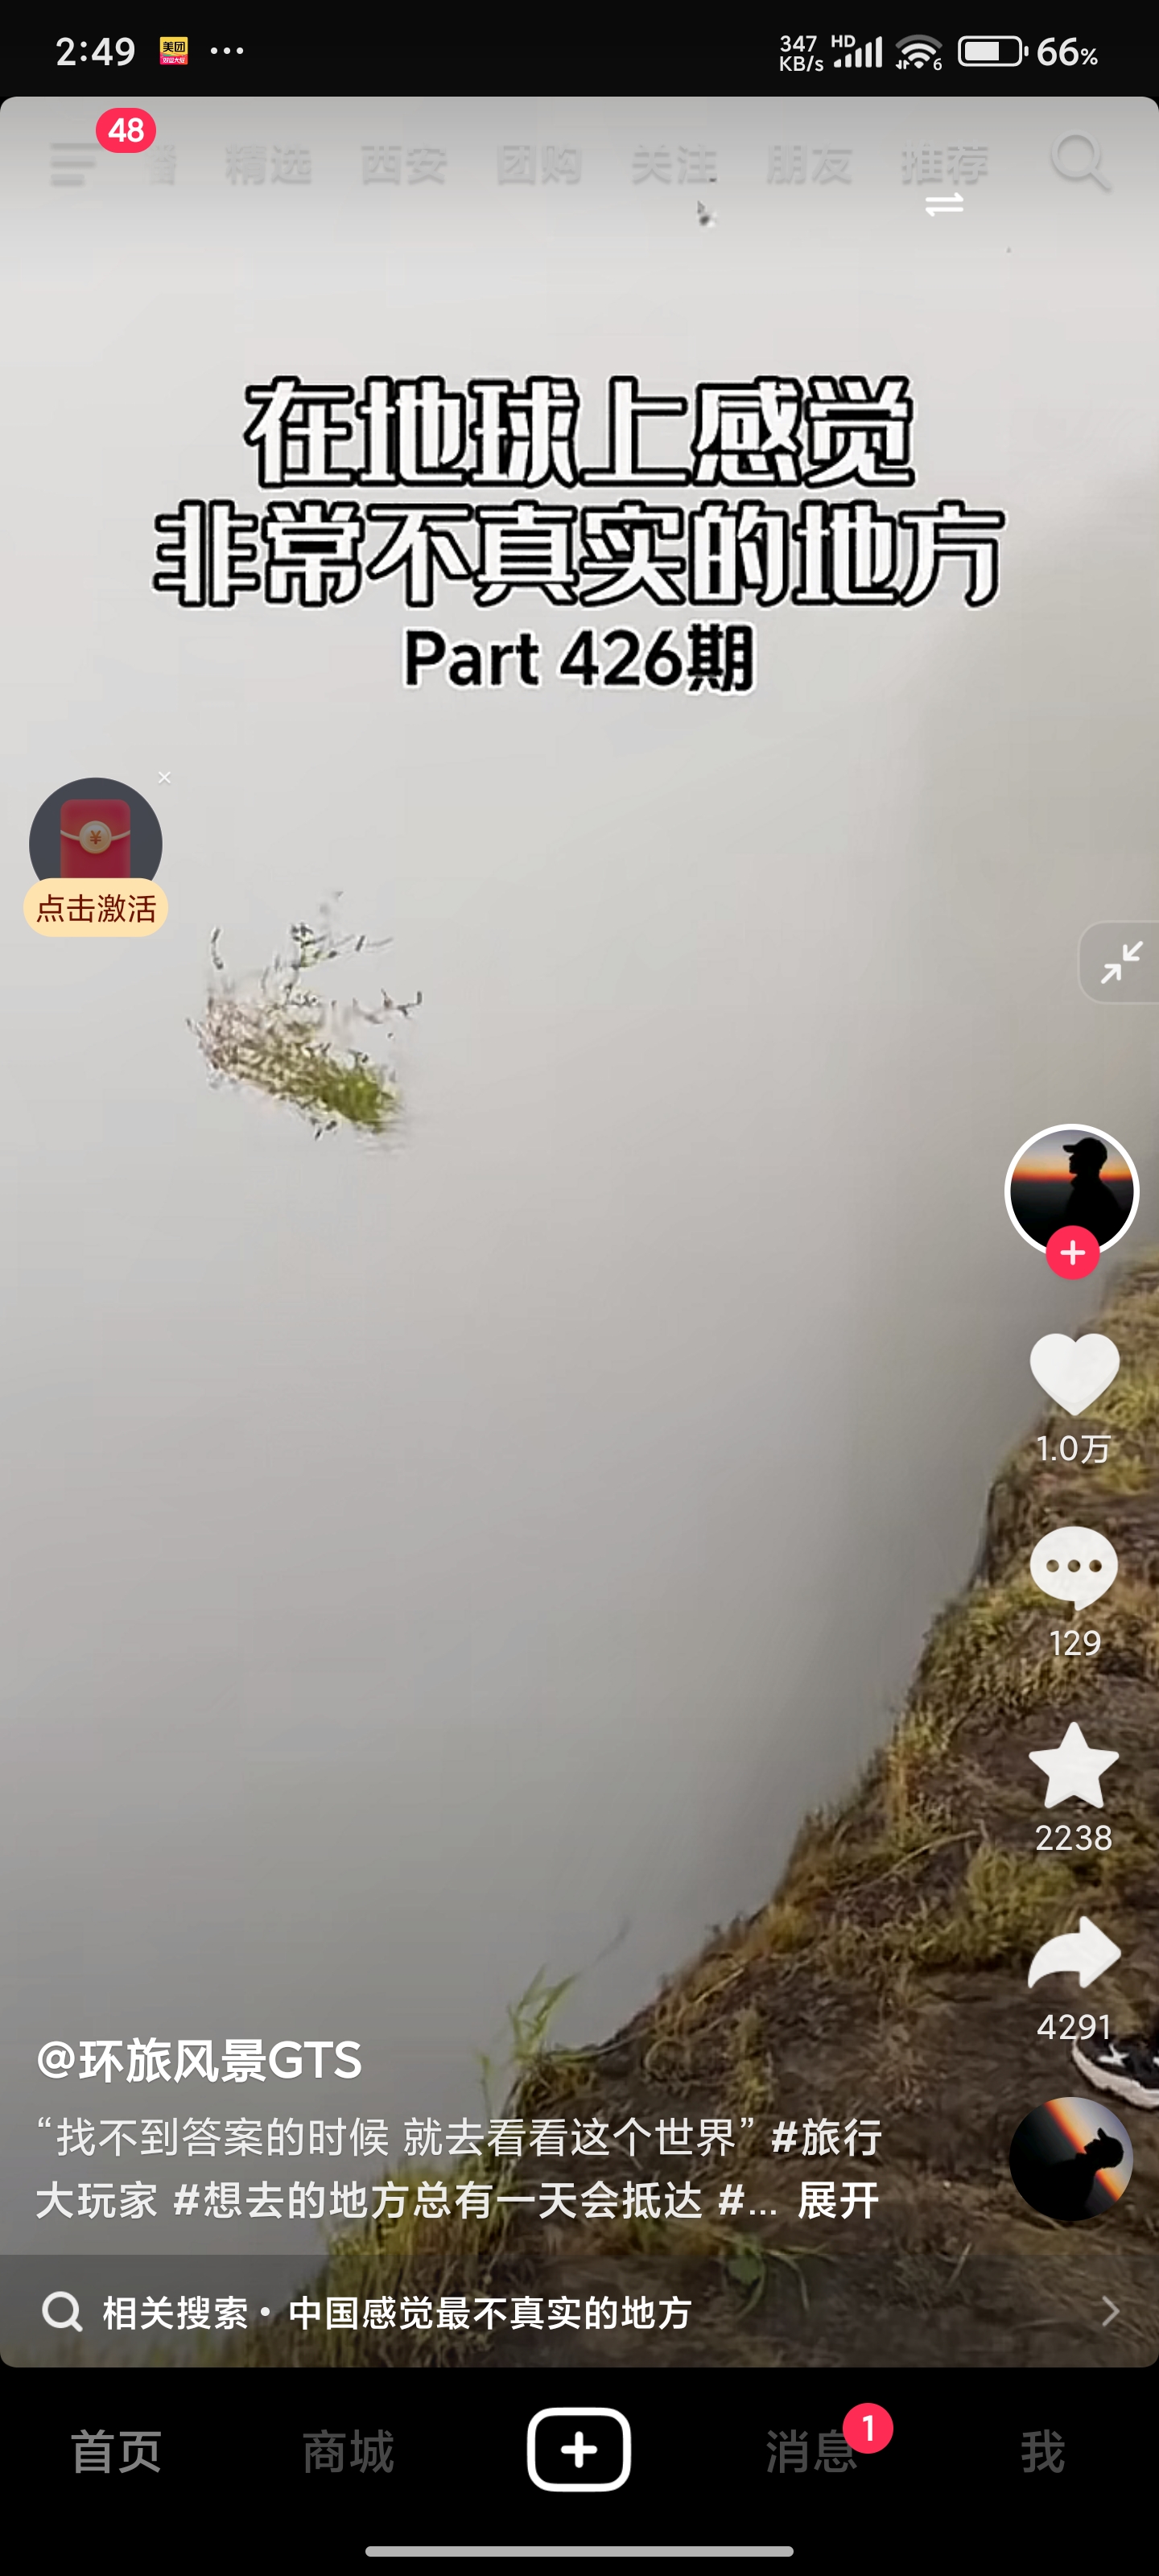 2:49
美团
347
KB/s
HD
6
66%
48
精选 西安 团购 关注 朋友 推荐
在地球上感觉
非常不真实的地方
Part 426期
点击激活
1.0万
129
2238
4291
@环旅风景GTS
“找不到答案的时候 就去看看这个世界” #旅行
大玩家 #想去的地方总有一天会抵达 #... 展开
相关搜索·中国感觉最不真实的地方
首页 商城 消息 1 我